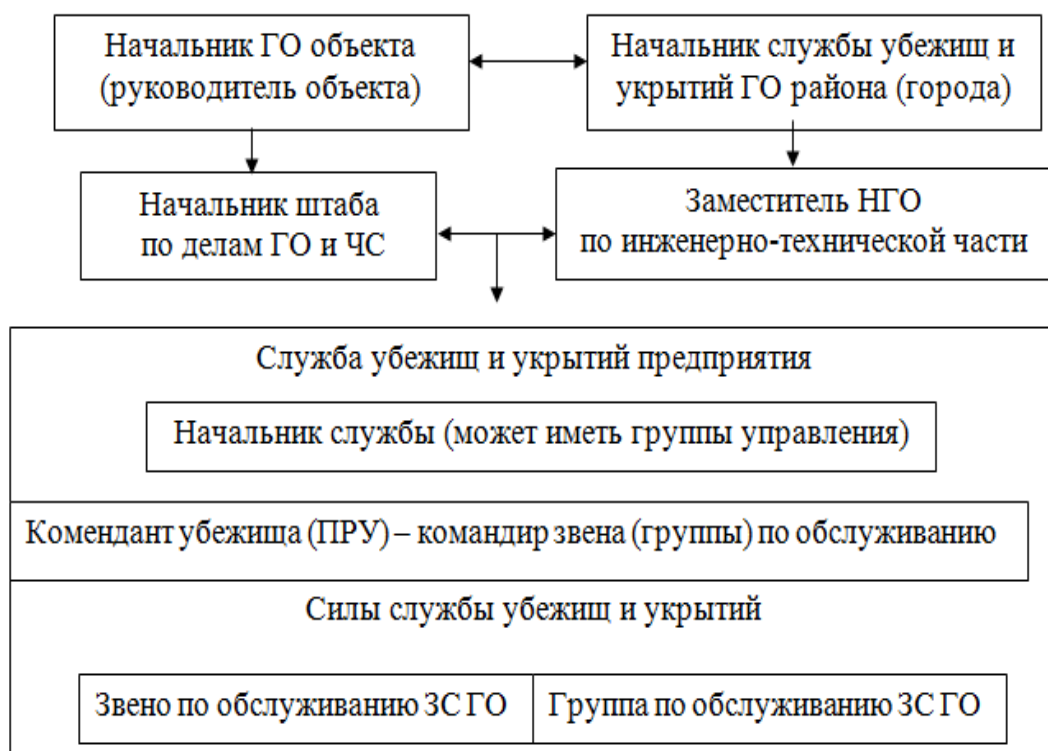 Начальник ГО объекта
(руководитель объекта)
Начальник службы убежищ и
укрытий ГО района (города)
Начальник штаба
по делам ГО и ЧС
Заместитель НГО
по инженерно-технической части
Служба убежищ и укрытий предприятия
Начальник службы (может иметь группы управления)
Комендант убежища (ПРУ) – командир звена (группы) по обслуживанию
Силы службы убежищ и укрытий
Звено по обслуживанию ЗС ГО
Группа по обслуживанию ЗС ГО